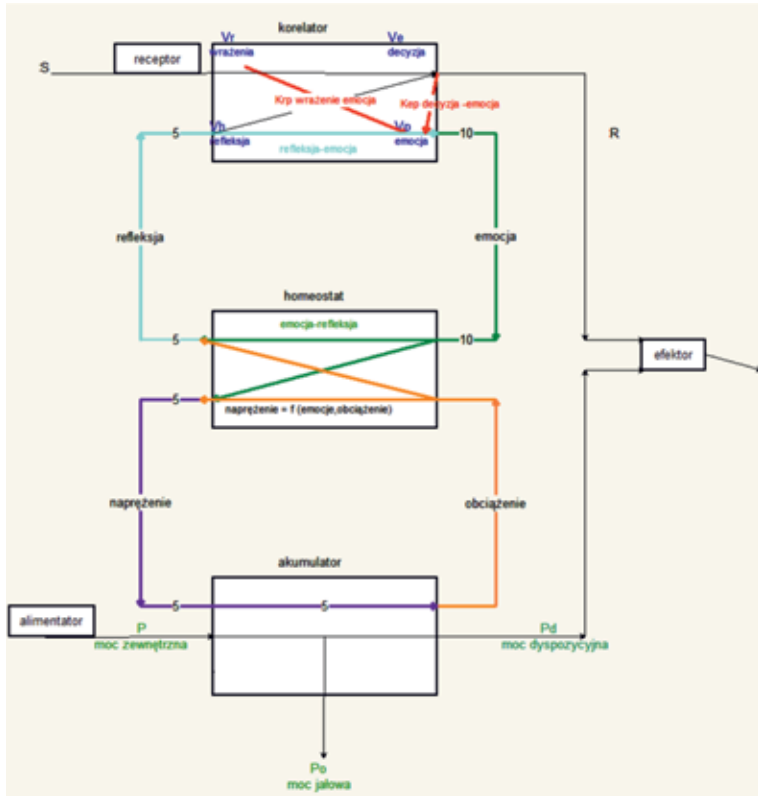 korelator
Vr
wrażenia
Ve
decyzja
receptor
S
Krp wrażenie emocja
Kep decyzja -emocja
Vh
refleksja
Vp
emocja
5
10
R
refleksja-emocja
refleksja
emocja
homeostat
emocja-refleksja
5
10
efektor
5
naprężenie = f (emocje,obciążenie)
naprężenie
obciążenie
akumulator
5
5
alimentator
P
moc zewnętrzna
Pd
moc dyspozycyjna
Po
moc jałowa